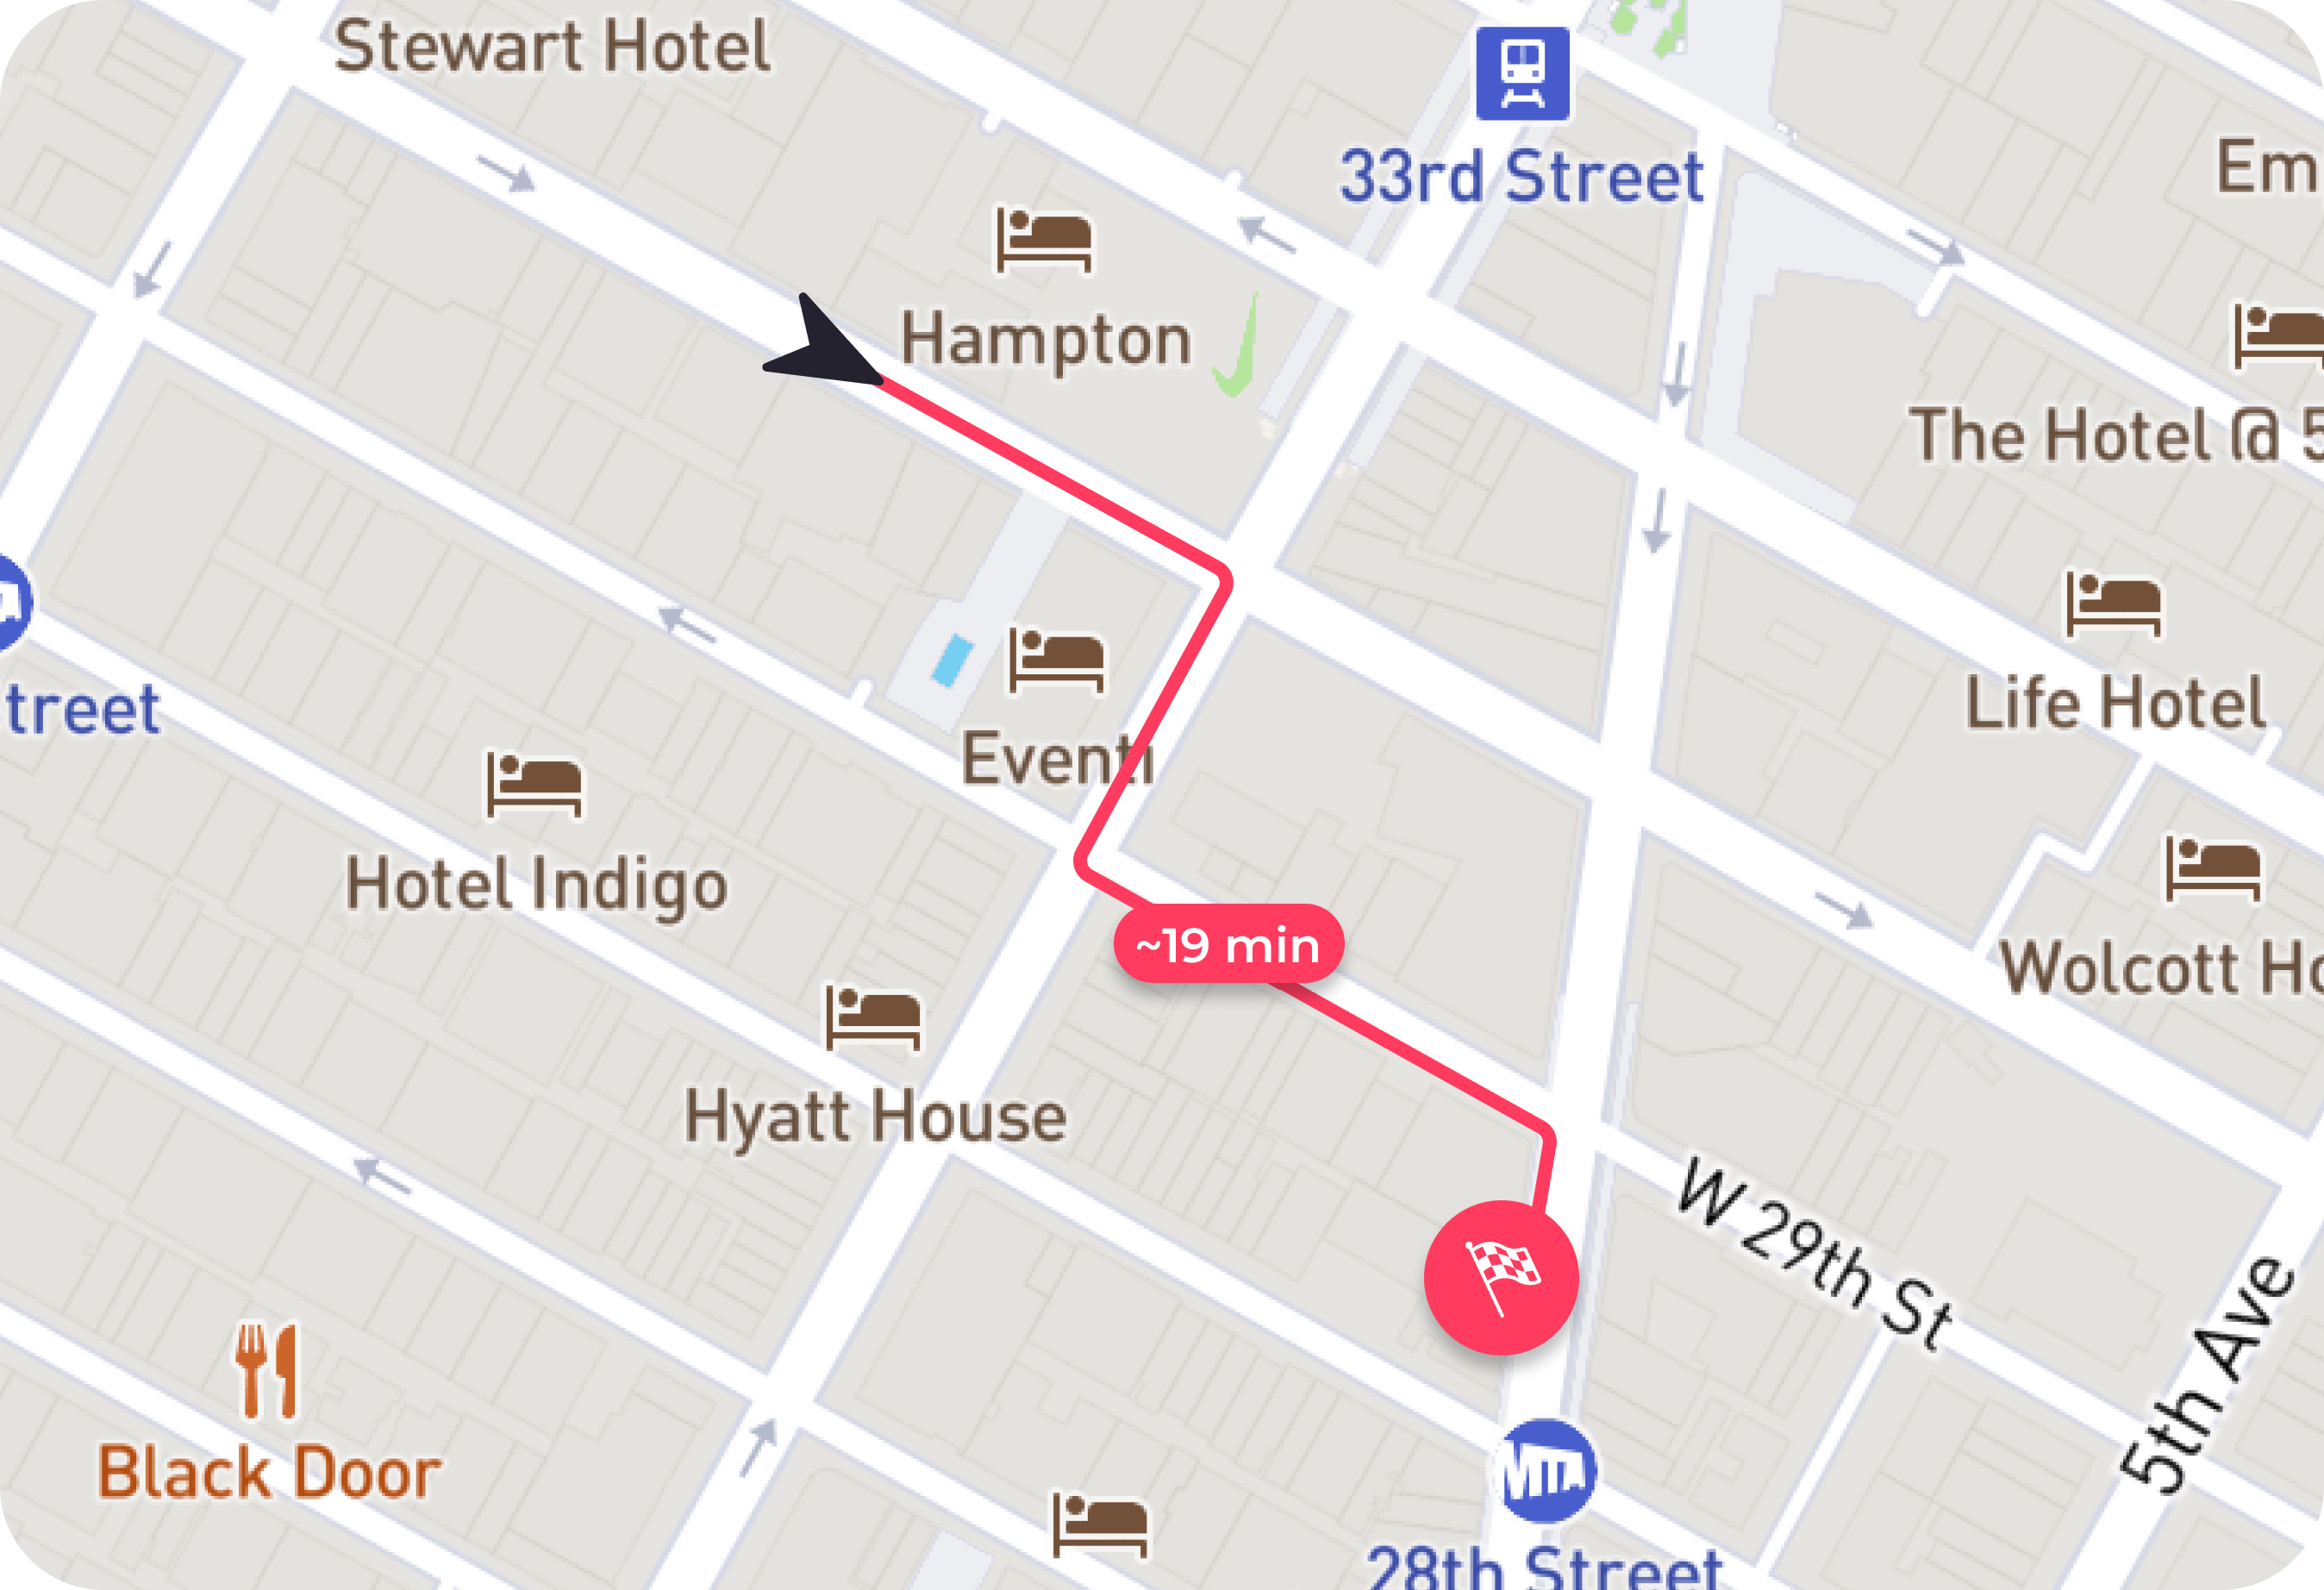 Stewart Hotel
33rd Street
Em
Hampton
The Hotel @ 5
Life Hotel
treet
Eventi
Hotel Indigo
~19 min
Wolcott Ho
Hyatt House
W 29th St
5th Ave
Black Door
MTA
28th Street